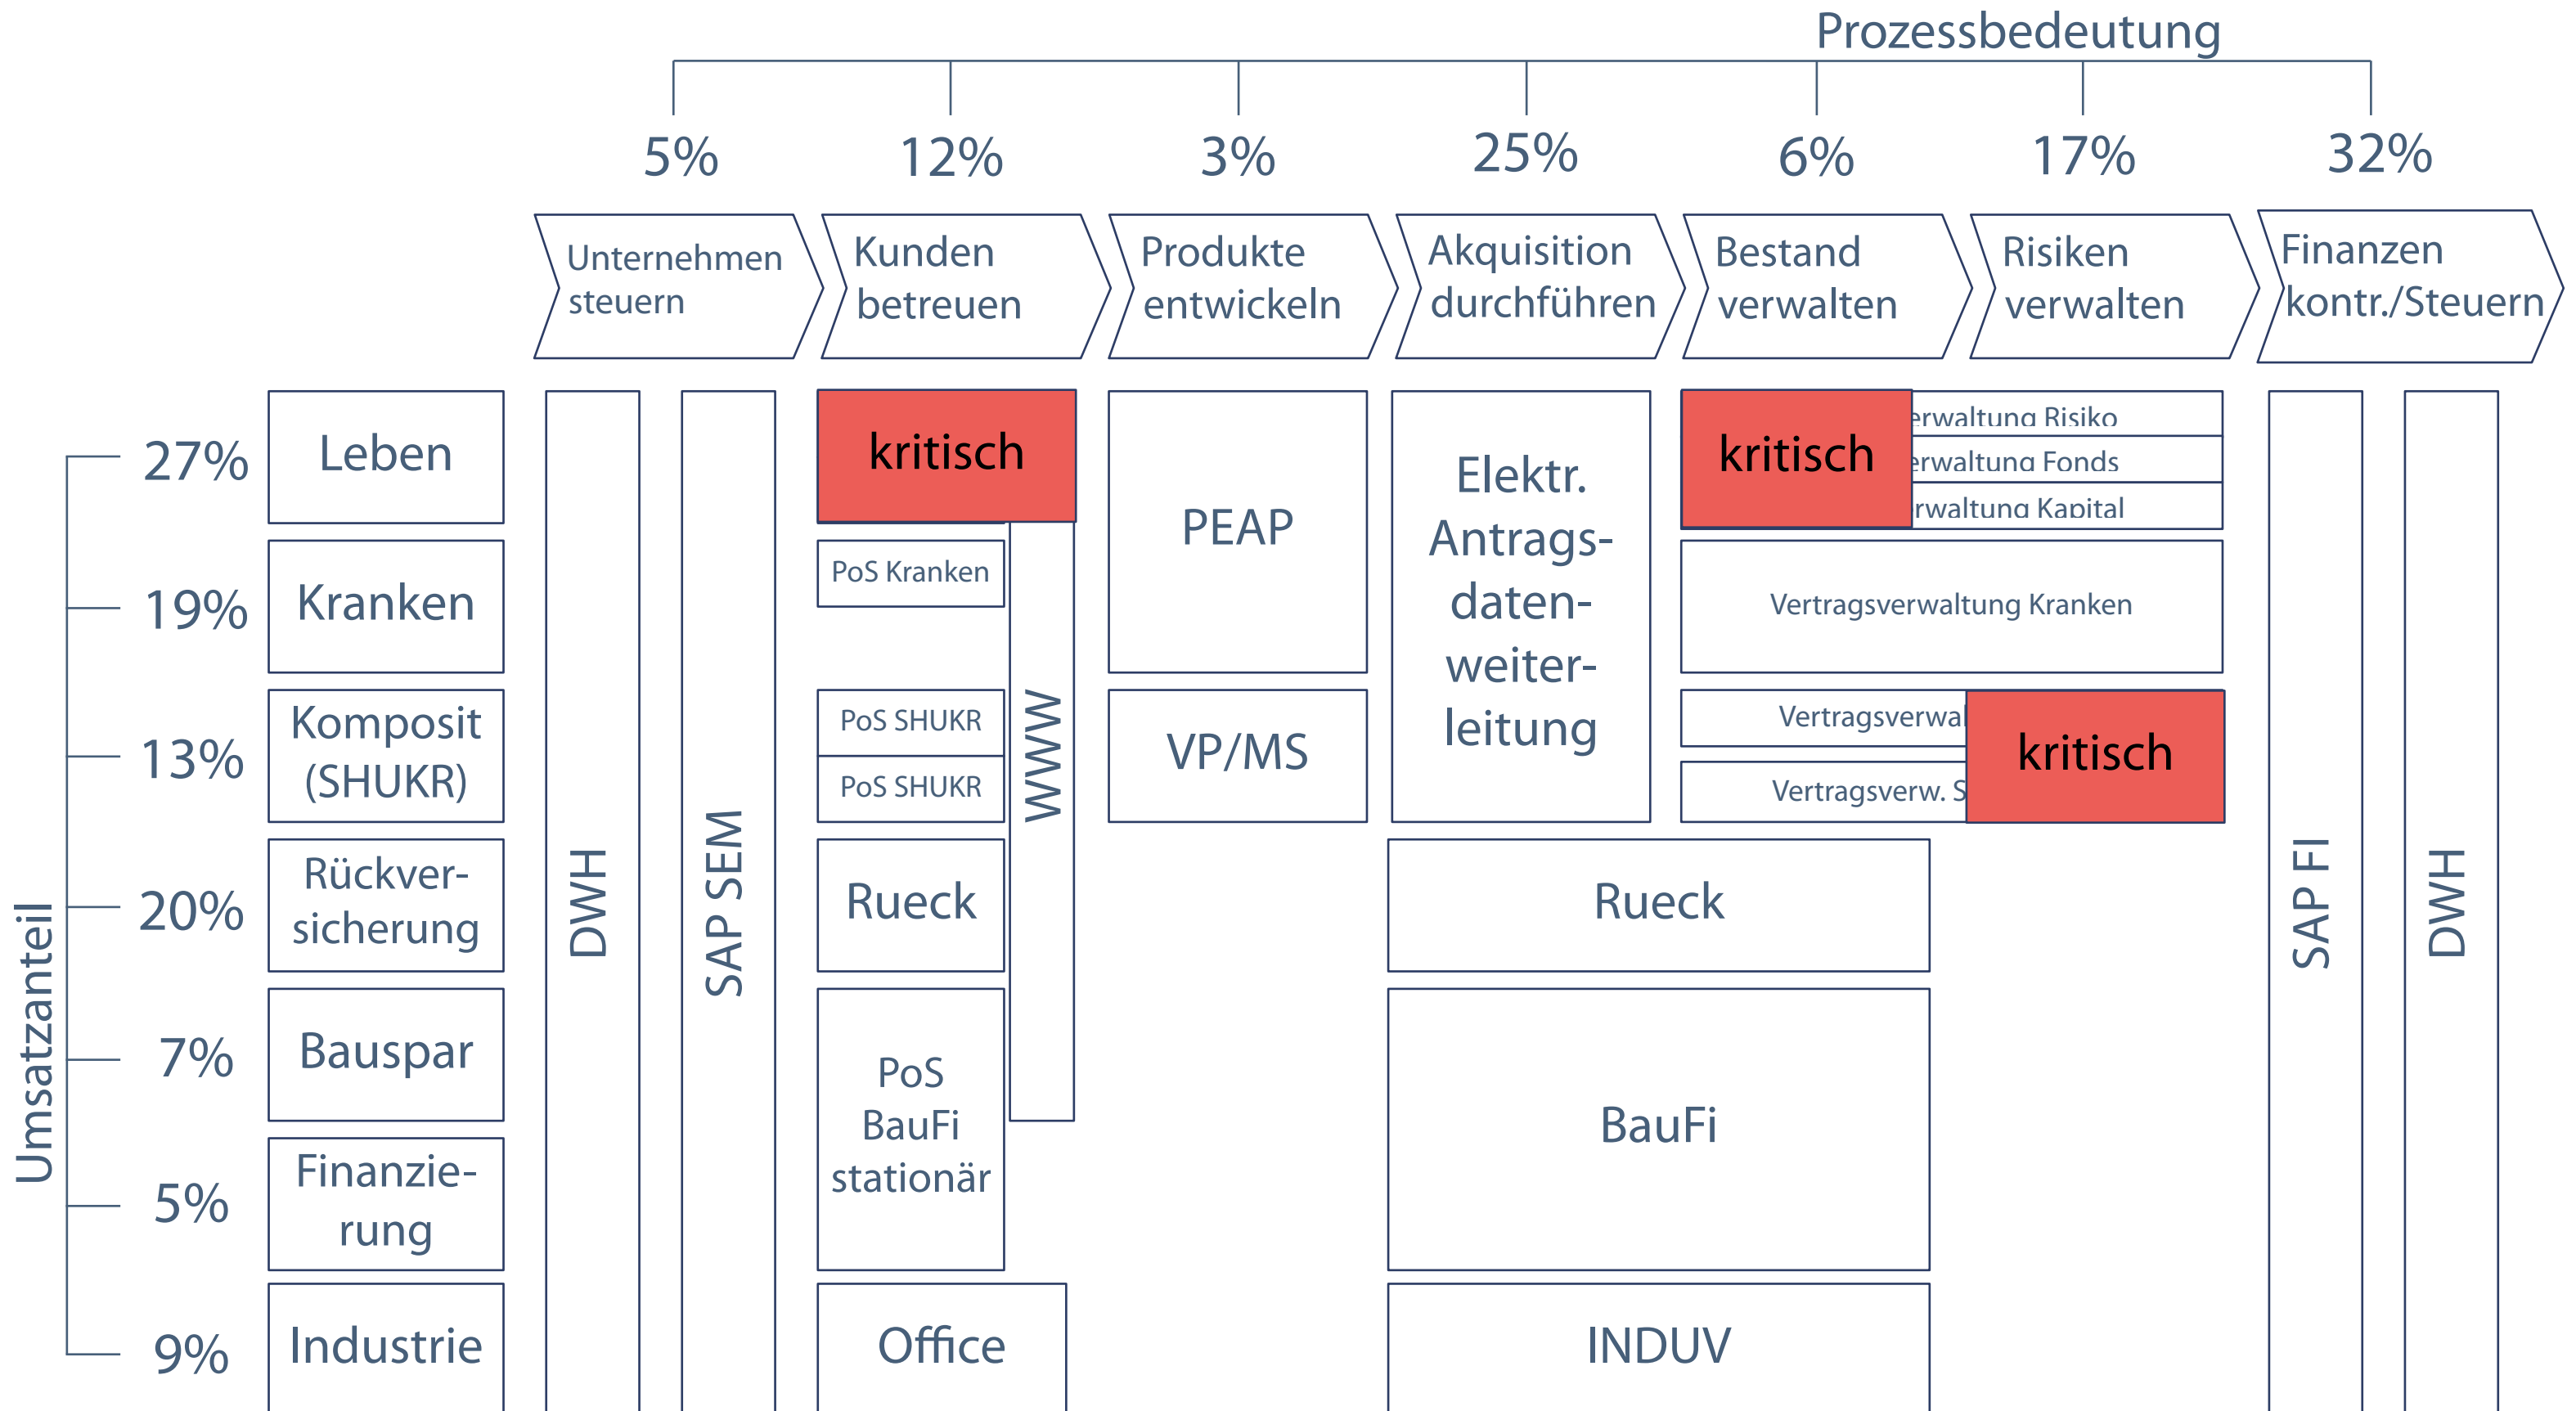 Prozessbedeutung
5%
12%
3%
25%
6%
17%
32%
Unternehmen
steuern
Kunden
betreuen
Produkte
entwickeln
Akquisition
durchführen
Bestand
verwalten
Risiken
verwalten
Finanzen
kontr./Steuern
Umsatzanteil
27%
Leben
19%
Kranken
13%
Komposit
(SHUKR)
20%
Rückver-
sicherung
7%
Bauspar
5%
Finanzie-
rung
9%
Industrie
DWH
SAP SEM
kritisch
PoS Kranken
PoS SHUKR
PoS SHUKR
Rueck
PoS
BauFi
stationär
Office
WWW
PEAP
VP/MS
Elektr.
Antrags-
daten-
weiter-
leitung
kritisch
erwaltung Risiko
erwaltung Fonds
rwaltung Kapital
Vertragsverwaltung Kranken
Vertragsverwal
Vertragsverw. S
kritisch
Rueck
BauFi
INDUV
SAP FI
DWH